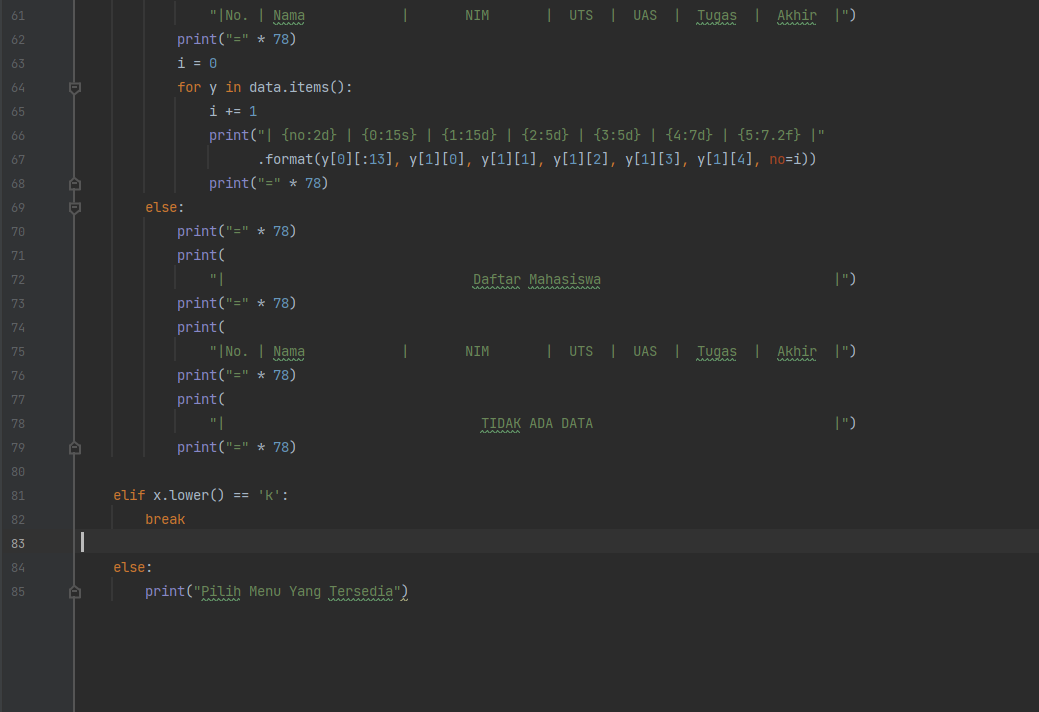 61 "|No. | Nama            |       NIM       |  UTS  |  UAS  |  Tugas  |  Akhir  |")
62 print("=" * 78)
63 i = 0
64 for y in data.items():
65 i += 1
66 print("| {no:2d} | {0:15s} | {1:15d} | {2:5d} | {3:5d} | {4:7d} | {5:7.2f} |"
67 .format(y[0][:13], y[1][0], y[1][1], y[1][2], y[1][3], y[1][4], no=i))
68 print("=" * 78)
69 else:
70 print("=" * 78)
71 print(
72 "|                               Daftar Mahasiswa                             |")
73 print("=" * 78)
74 print(
75 "|No. | Nama            |       NIM       |  UTS  |  UAS  |  Tugas  |  Akhir  |")
76 print("=" * 78)
77 print(
78 "|                                TIDAK ADA DATA                              |")
79 print("=" * 78)
80
81 elif x.lower() == 'k':
82 break
83
84 else:
85 print("Pilih Menu Yang Tersedia")